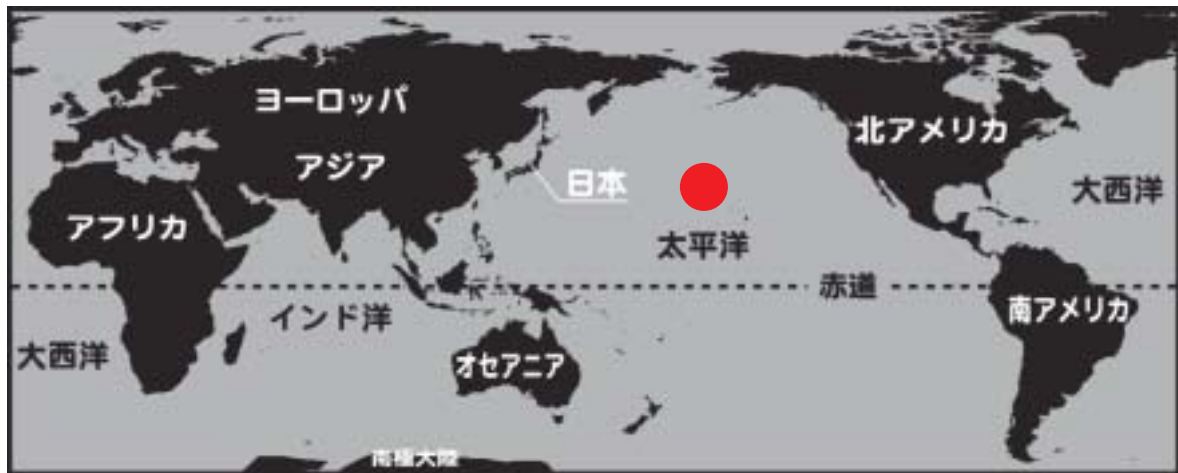 ヨーロッパ
北アメリカ
アジア
日本
大西洋
アフリカ
太平洋
赤道
インド洋
南アメリカ
大西洋
オセアニア
南極大陸